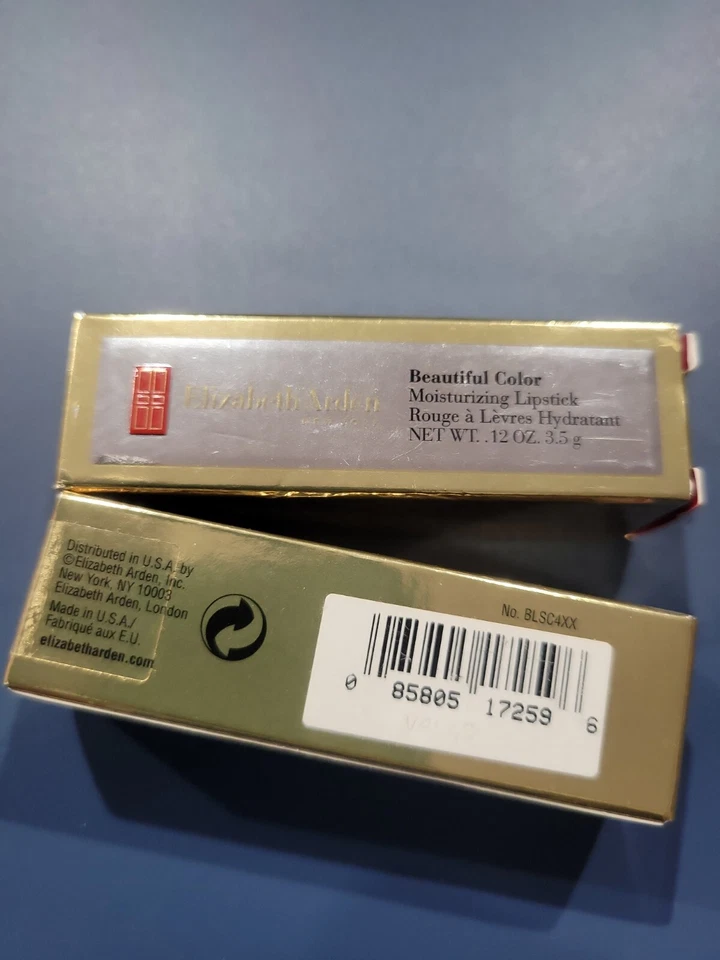 Elizabeth Arden
NEW YORK
Beautiful Color
Moisturizing Lipstick
Rouge à Lèvres Hydratant
NET WT. .12 OZ. 3.5 g
Distributed in U.S.A. by
©Elizabeth Arden, Inc.
New York, NY 10003
Elizabeth Arden, London
Made in U.S.A./
Fabriqué aux E.U.
elizabetharden.com
No. BLSC4XX
0 85805 17259 6